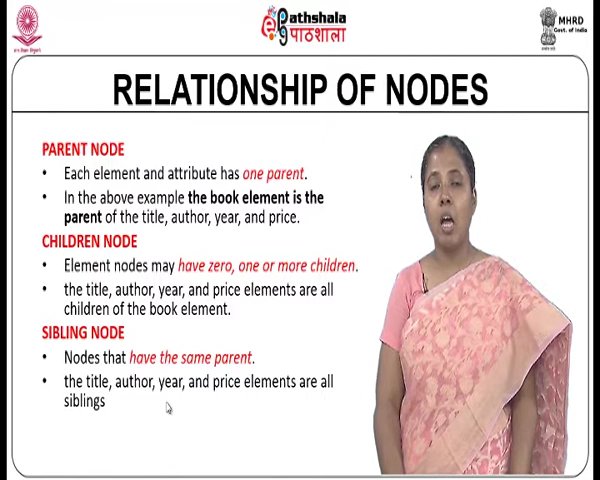 Pathshala
पाठशाला
MHRD
Govt. of India
RELATIONSHIP OF NODES
PARENT NODE
• Each element and attribute has one parent.
• In the above example the book element is the
parent of the title, author, year, and price.
CHILDREN NODE
• Element nodes may have zero, one or more children.
• the title, author, year, and price elements are all
children of the book element.
SIBLING NODE
• Nodes that have the same parent.
• the title, author, year, and price elements are all
siblings